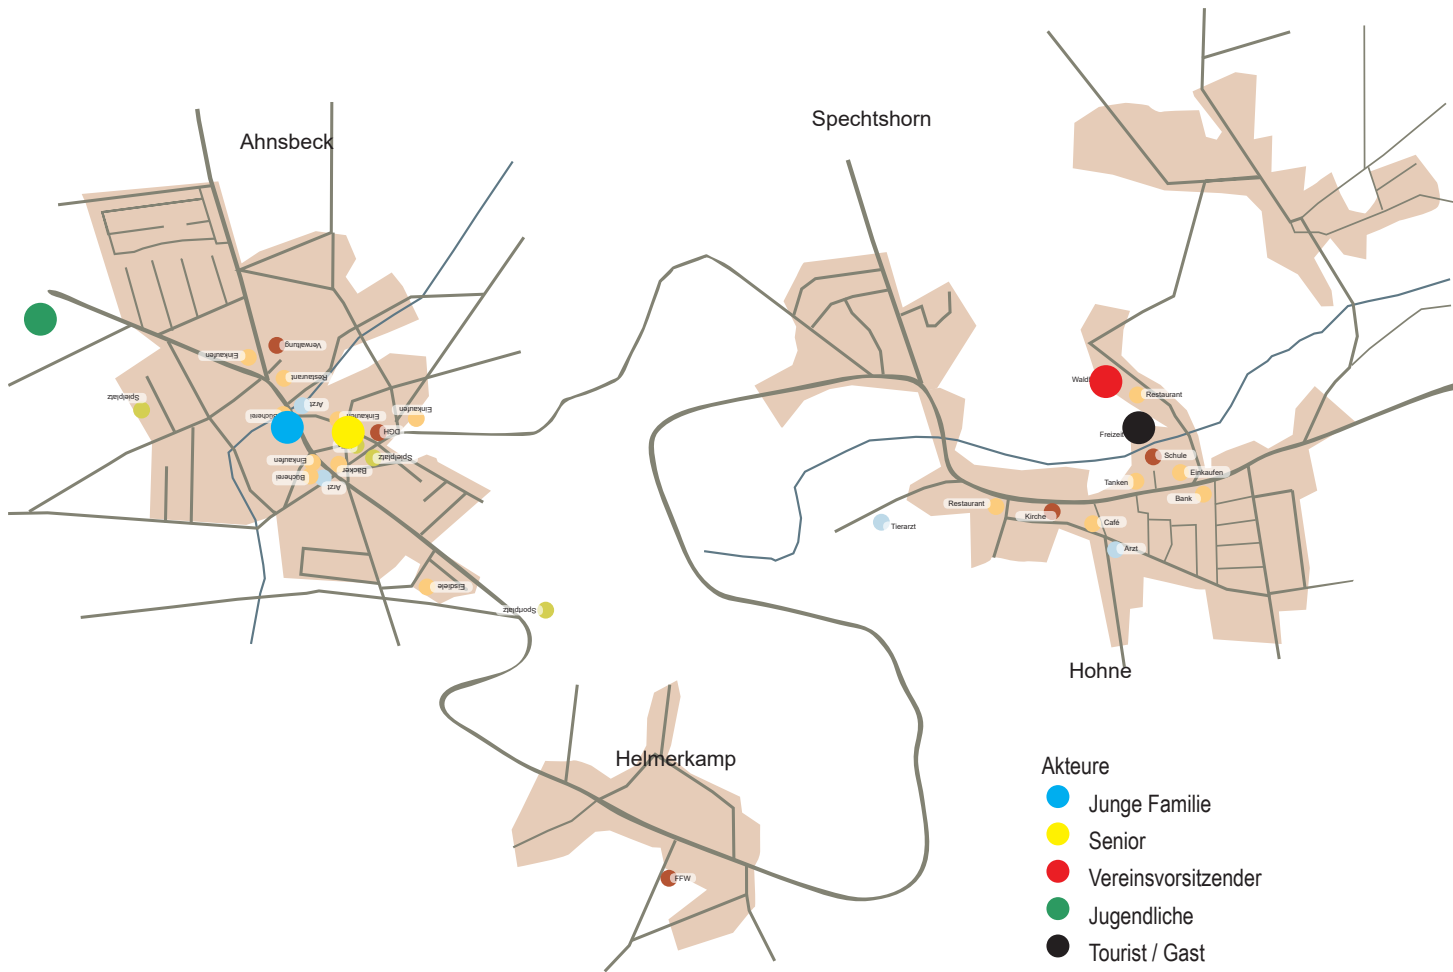 Ahnsbeck
Spechtshorn
Verwaltung
Einkaufen
Restaurant
Spielplatz
Arzt
Bücherei
Einkaufen
Einkaufen
DGH
Spielplatz
Einkaufen
Bäcker
Bücherei
Arzt
Eisdiele
Sportplatz
Wald
Restaurant
Freizeit
Schule
Einkaufen
Tanken
Bank
Restaurant
Kirche
Café
Tierarzt
Arzt
Hohne
Helmerkamp
FFW
Akteure
Junge Familie
Senior
Vereinsvorsitzender
Jugendliche
Tourist / Gast